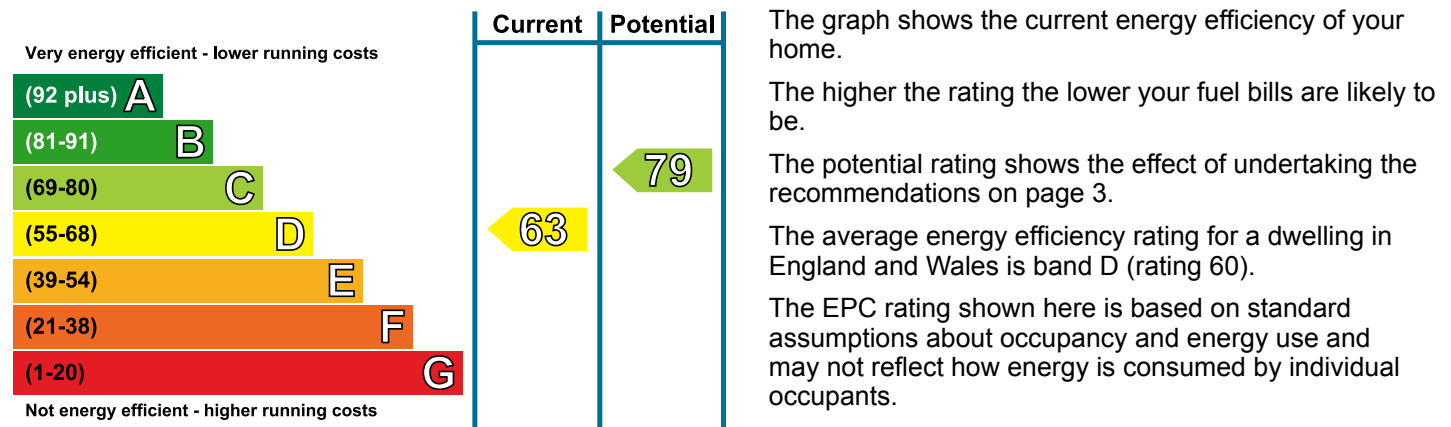 Current Potential
Very energy efficient - lower running costs
(92 plus) A
(81-91) B
(69-80) C
79
(55-68) D
63
(39-54) E
(21-38) F
(1-20) G
Not energy efficient - higher running costs
The graph shows the current energy efficiency of your
home.
The higher the rating the lower your fuel bills are likely to
be.
The potential rating shows the effect of undertaking the
recommendations on page 3.
The average energy efficiency rating for a dwelling in
England and Wales is band D (rating 60).
The EPC rating shown here is based on standard
assumptions about occupancy and energy use and
may not reflect how energy is consumed by individual
occupants.